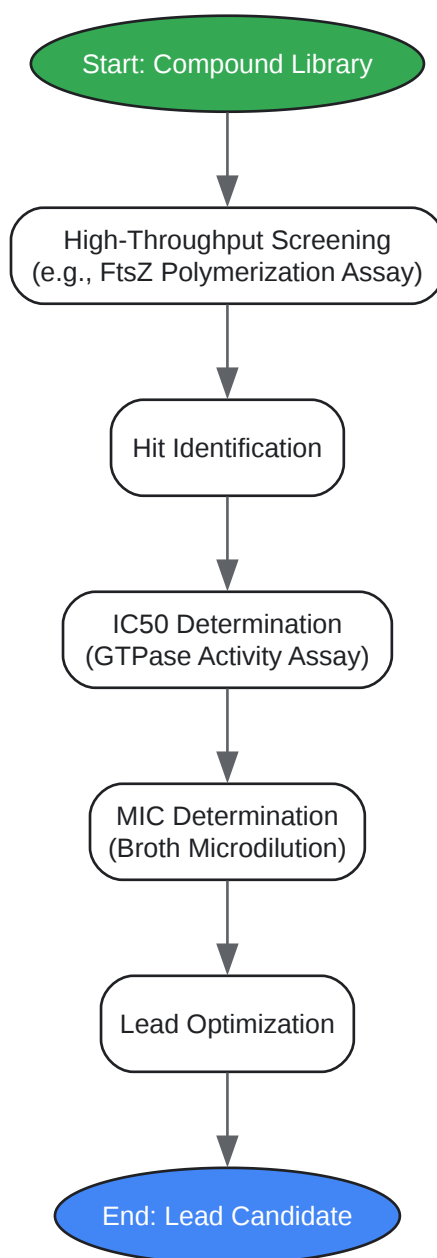 Start: Compound Library
High-Throughput Screening
(e.g., FtsZ Polymerization Assay)
Hit Identification
IC50 Determination
(GTPase Activity Assay)
MIC Determination
(Broth Microdilution)
Lead Optimization
End: Lead Candidate